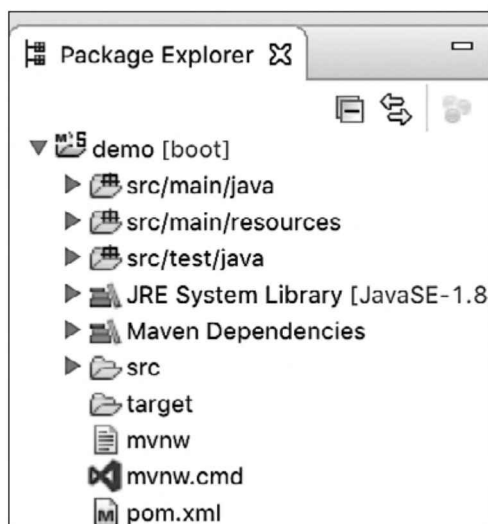 Package Explorer
demo [boot]
src/main/java
src/main/resources
src/test/java
JRE System Library [JavaSE-1.8
Maven Dependencies
src
target
mvnw
mvnw.cmd
pom.xml